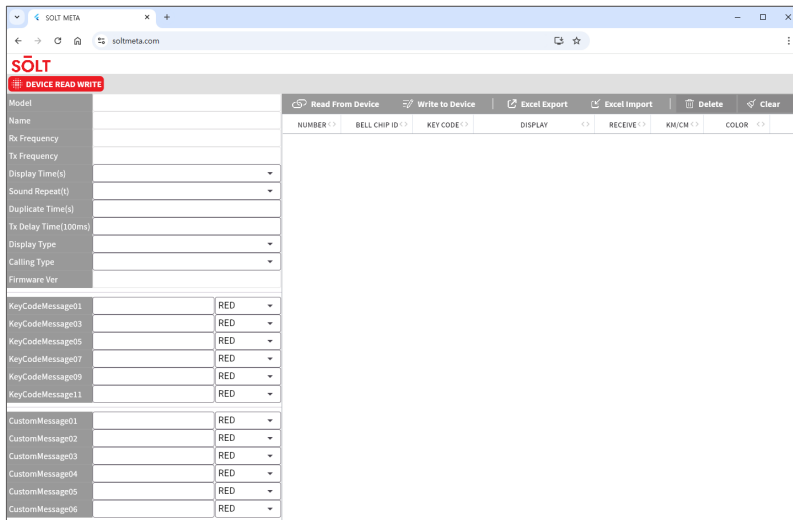 SOLT META
soltmeta.com
SŌLT
DEVICE READ WRITE
Model
Name
Rx Frequency
Tx Frequency
Display Time(s)
Sound Repeat(t)
Duplicate Time(s)
Tx Delay Time(100ms)
Display Type
Calling Type
Firmware Ver
KeyCodeMessage01 RED
KeyCodeMessage03 RED
KeyCodeMessage05 RED
KeyCodeMessage07 RED
KeyCodeMessage09 RED
KeyCodeMessage11 RED
CustomMessage01 RED
CustomMessage02 RED
CustomMessage03 RED
CustomMessage04 RED
CustomMessage05 RED
CustomMessage06 RED
Read From Device Write to Device Excel Export Excel Import Delete Clear
NUMBER BELL CHIP ID KEY CODE DISPLAY RECEIVE KM/CM COLOR